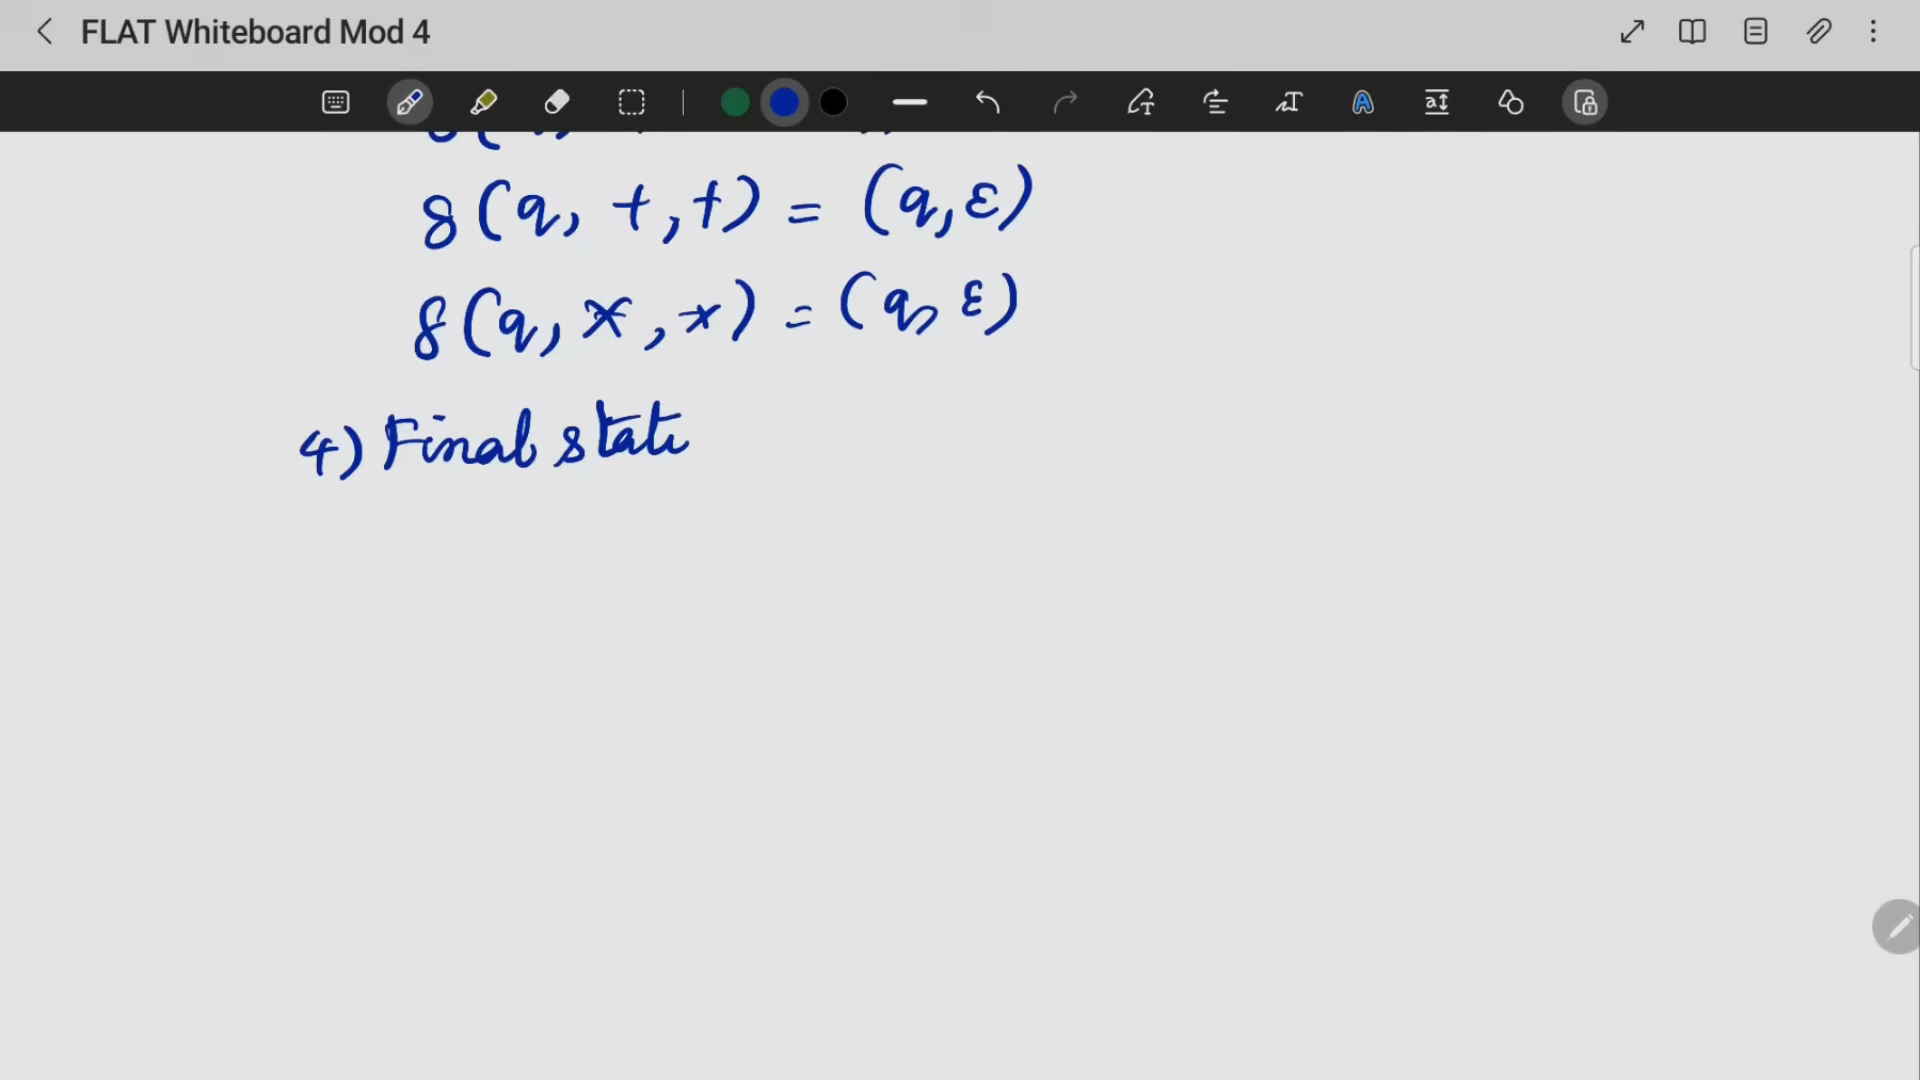 FLAT Whiteboard Mod 4
δ(q, +, +) = (q, ε)
δ(q, *, *) = (q, ε)
4) Final state